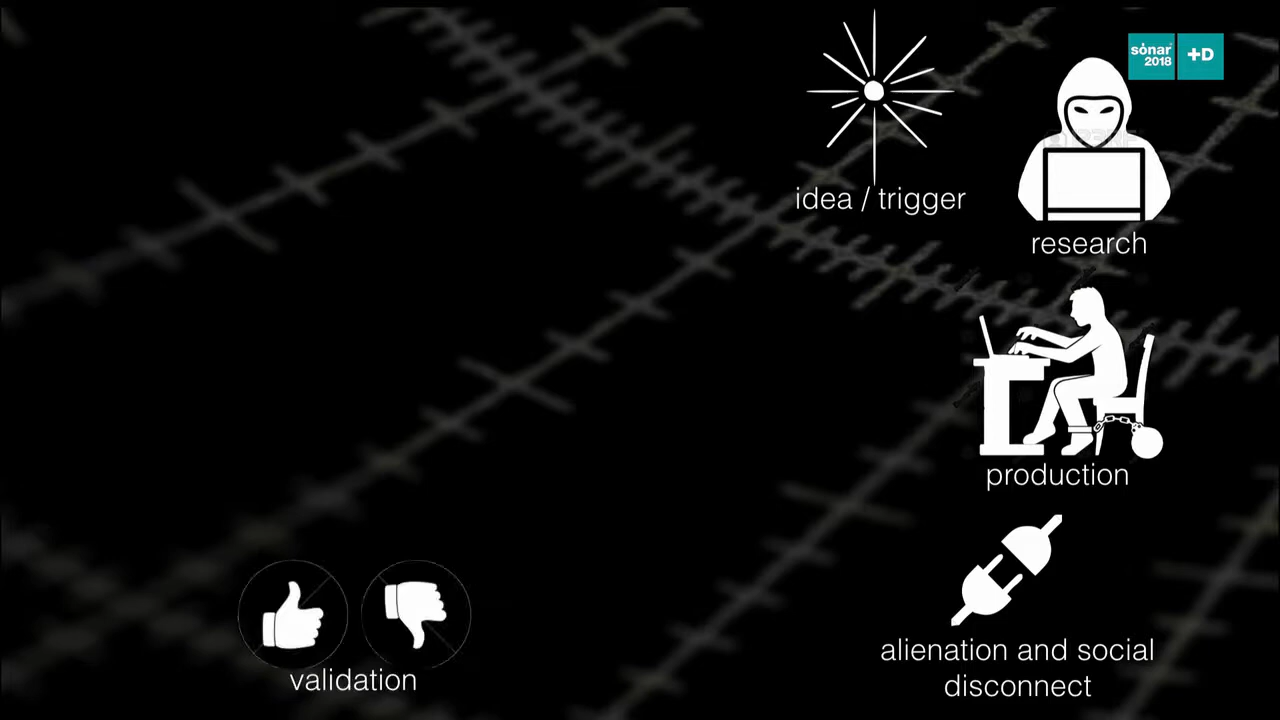 sónar
2018
+D
idea / trigger
research
production
alienation and social
disconnect
validation